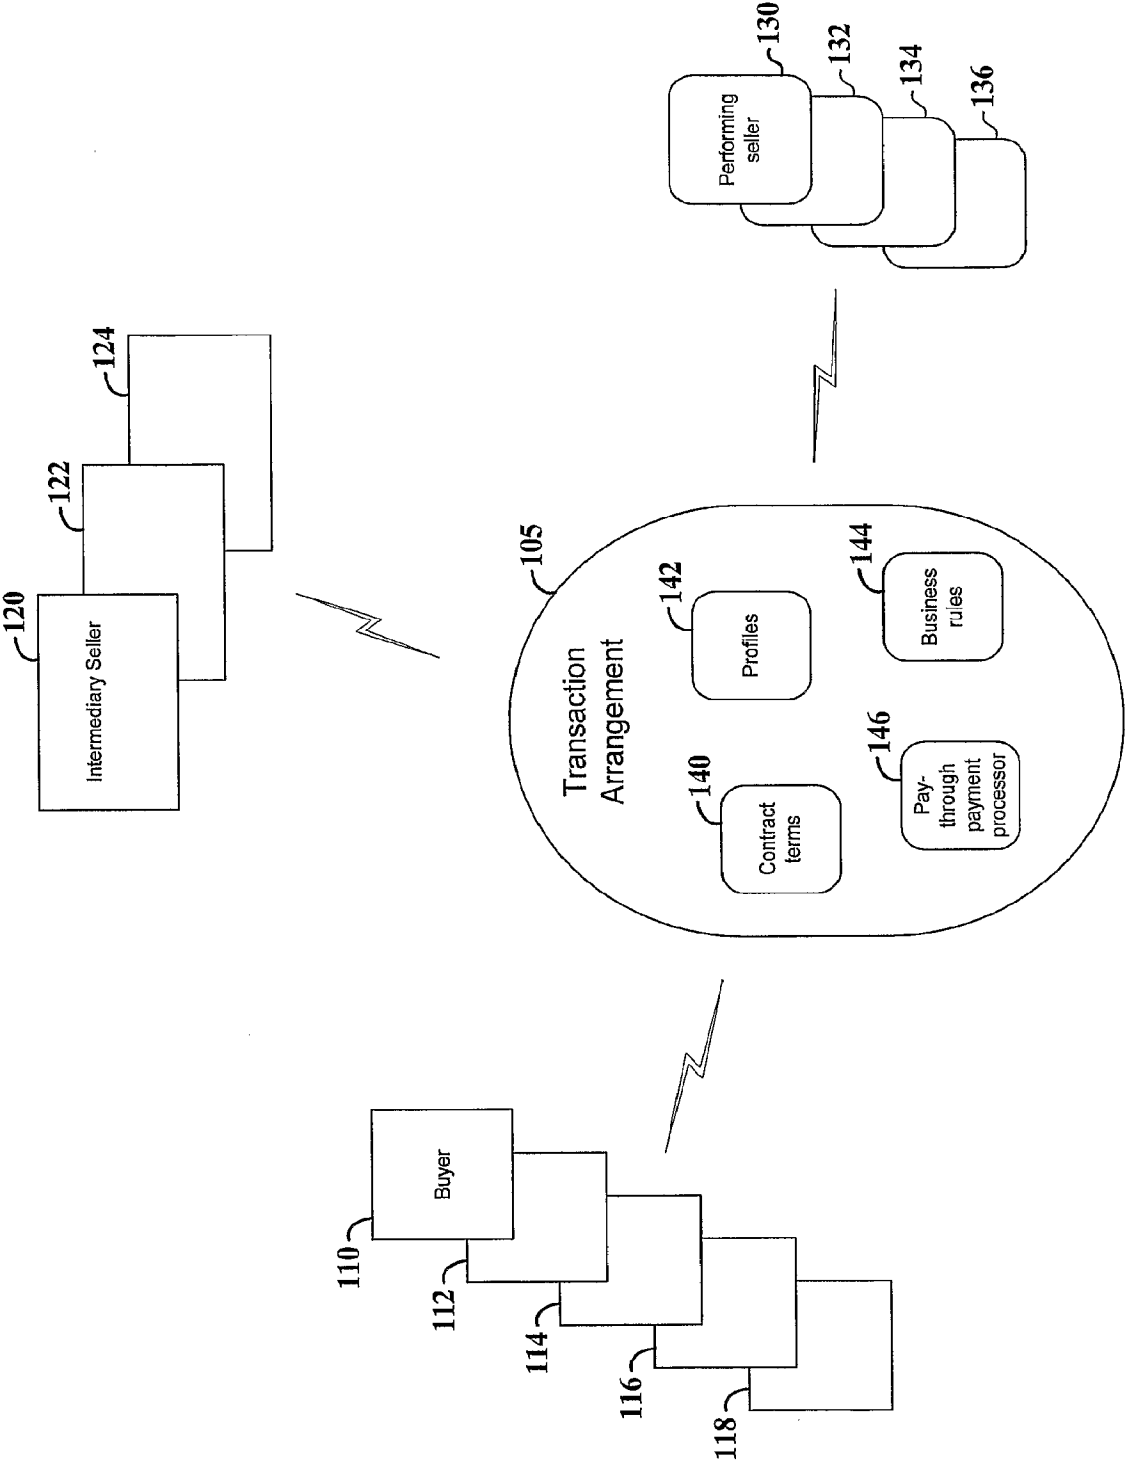 120
Intermediary Seller
122
124
110
Buyer
112
114
116
118
105
Transaction
Arrangement
140
Contract
terms
142
Profiles
146
Pay-
through
payment
processor
144
Business
rules
130
Performing
seller
132
134
136